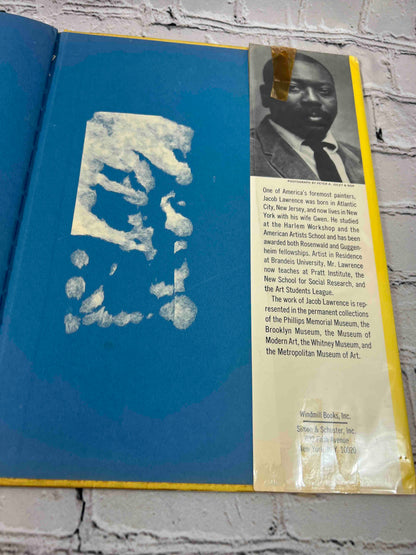 PHOTOGRAPH BY PETER A. JULEY & SON
One of America's foremost painters,
Jacob Lawrence was born in Atlantic
City, New Jersey, and now lives in New
York with his wife Gwen. He studied
at the Harlem Workshop and the
American Artists School and has been
awarded both Rosenwald and Guggen-
heim fellowships. Artist in Residence
at Brandeis University. Mr. Lawrence
now teaches at Pratt Institute, the
New School for Social Research, and
the Art Students League.
The work of Jacob Lawrence is rep-
resented in the permanent collections
of the Phillips Memorial Museum, the
Brooklyn Museum, the Museum of
Modern Art, the Whitney Museum, and
the Metropolitan Museum of Art.
Windmill Books, Inc.
Simon & Schuster, Inc.
Fifth Avenue
New York, N.Y. 10020